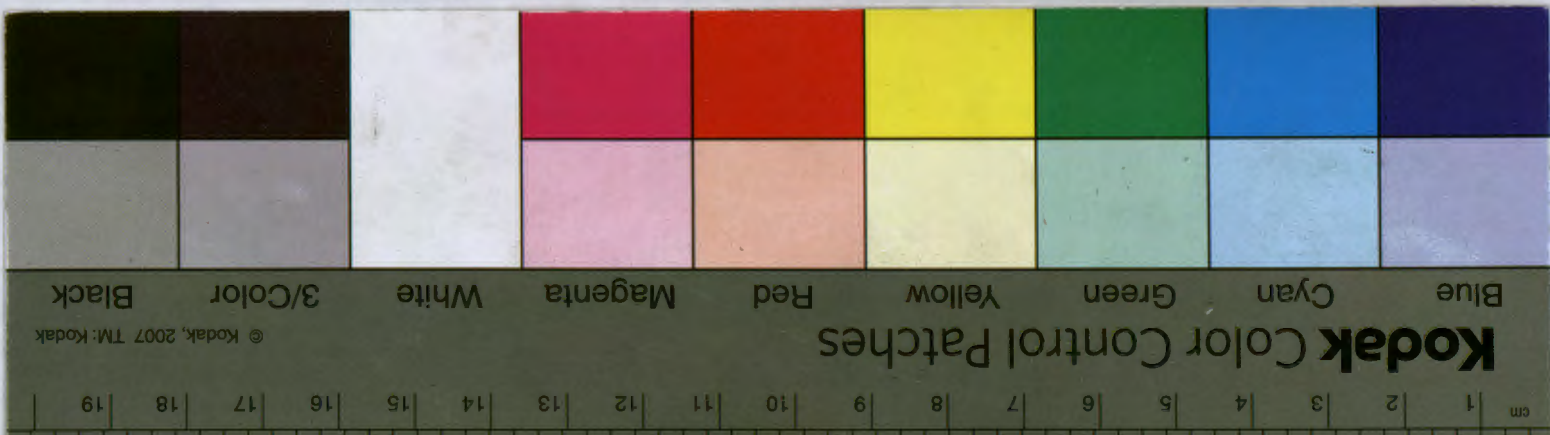 cm 1 2 3 4 5 6 7 8 9 10 11 12 13 14 15 16 17 18 19
Kodak Color Control Patches
© Kodak, 2007 TM: Kodak
Blue Cyan Green Yellow Red Magenta White 3/Color Black